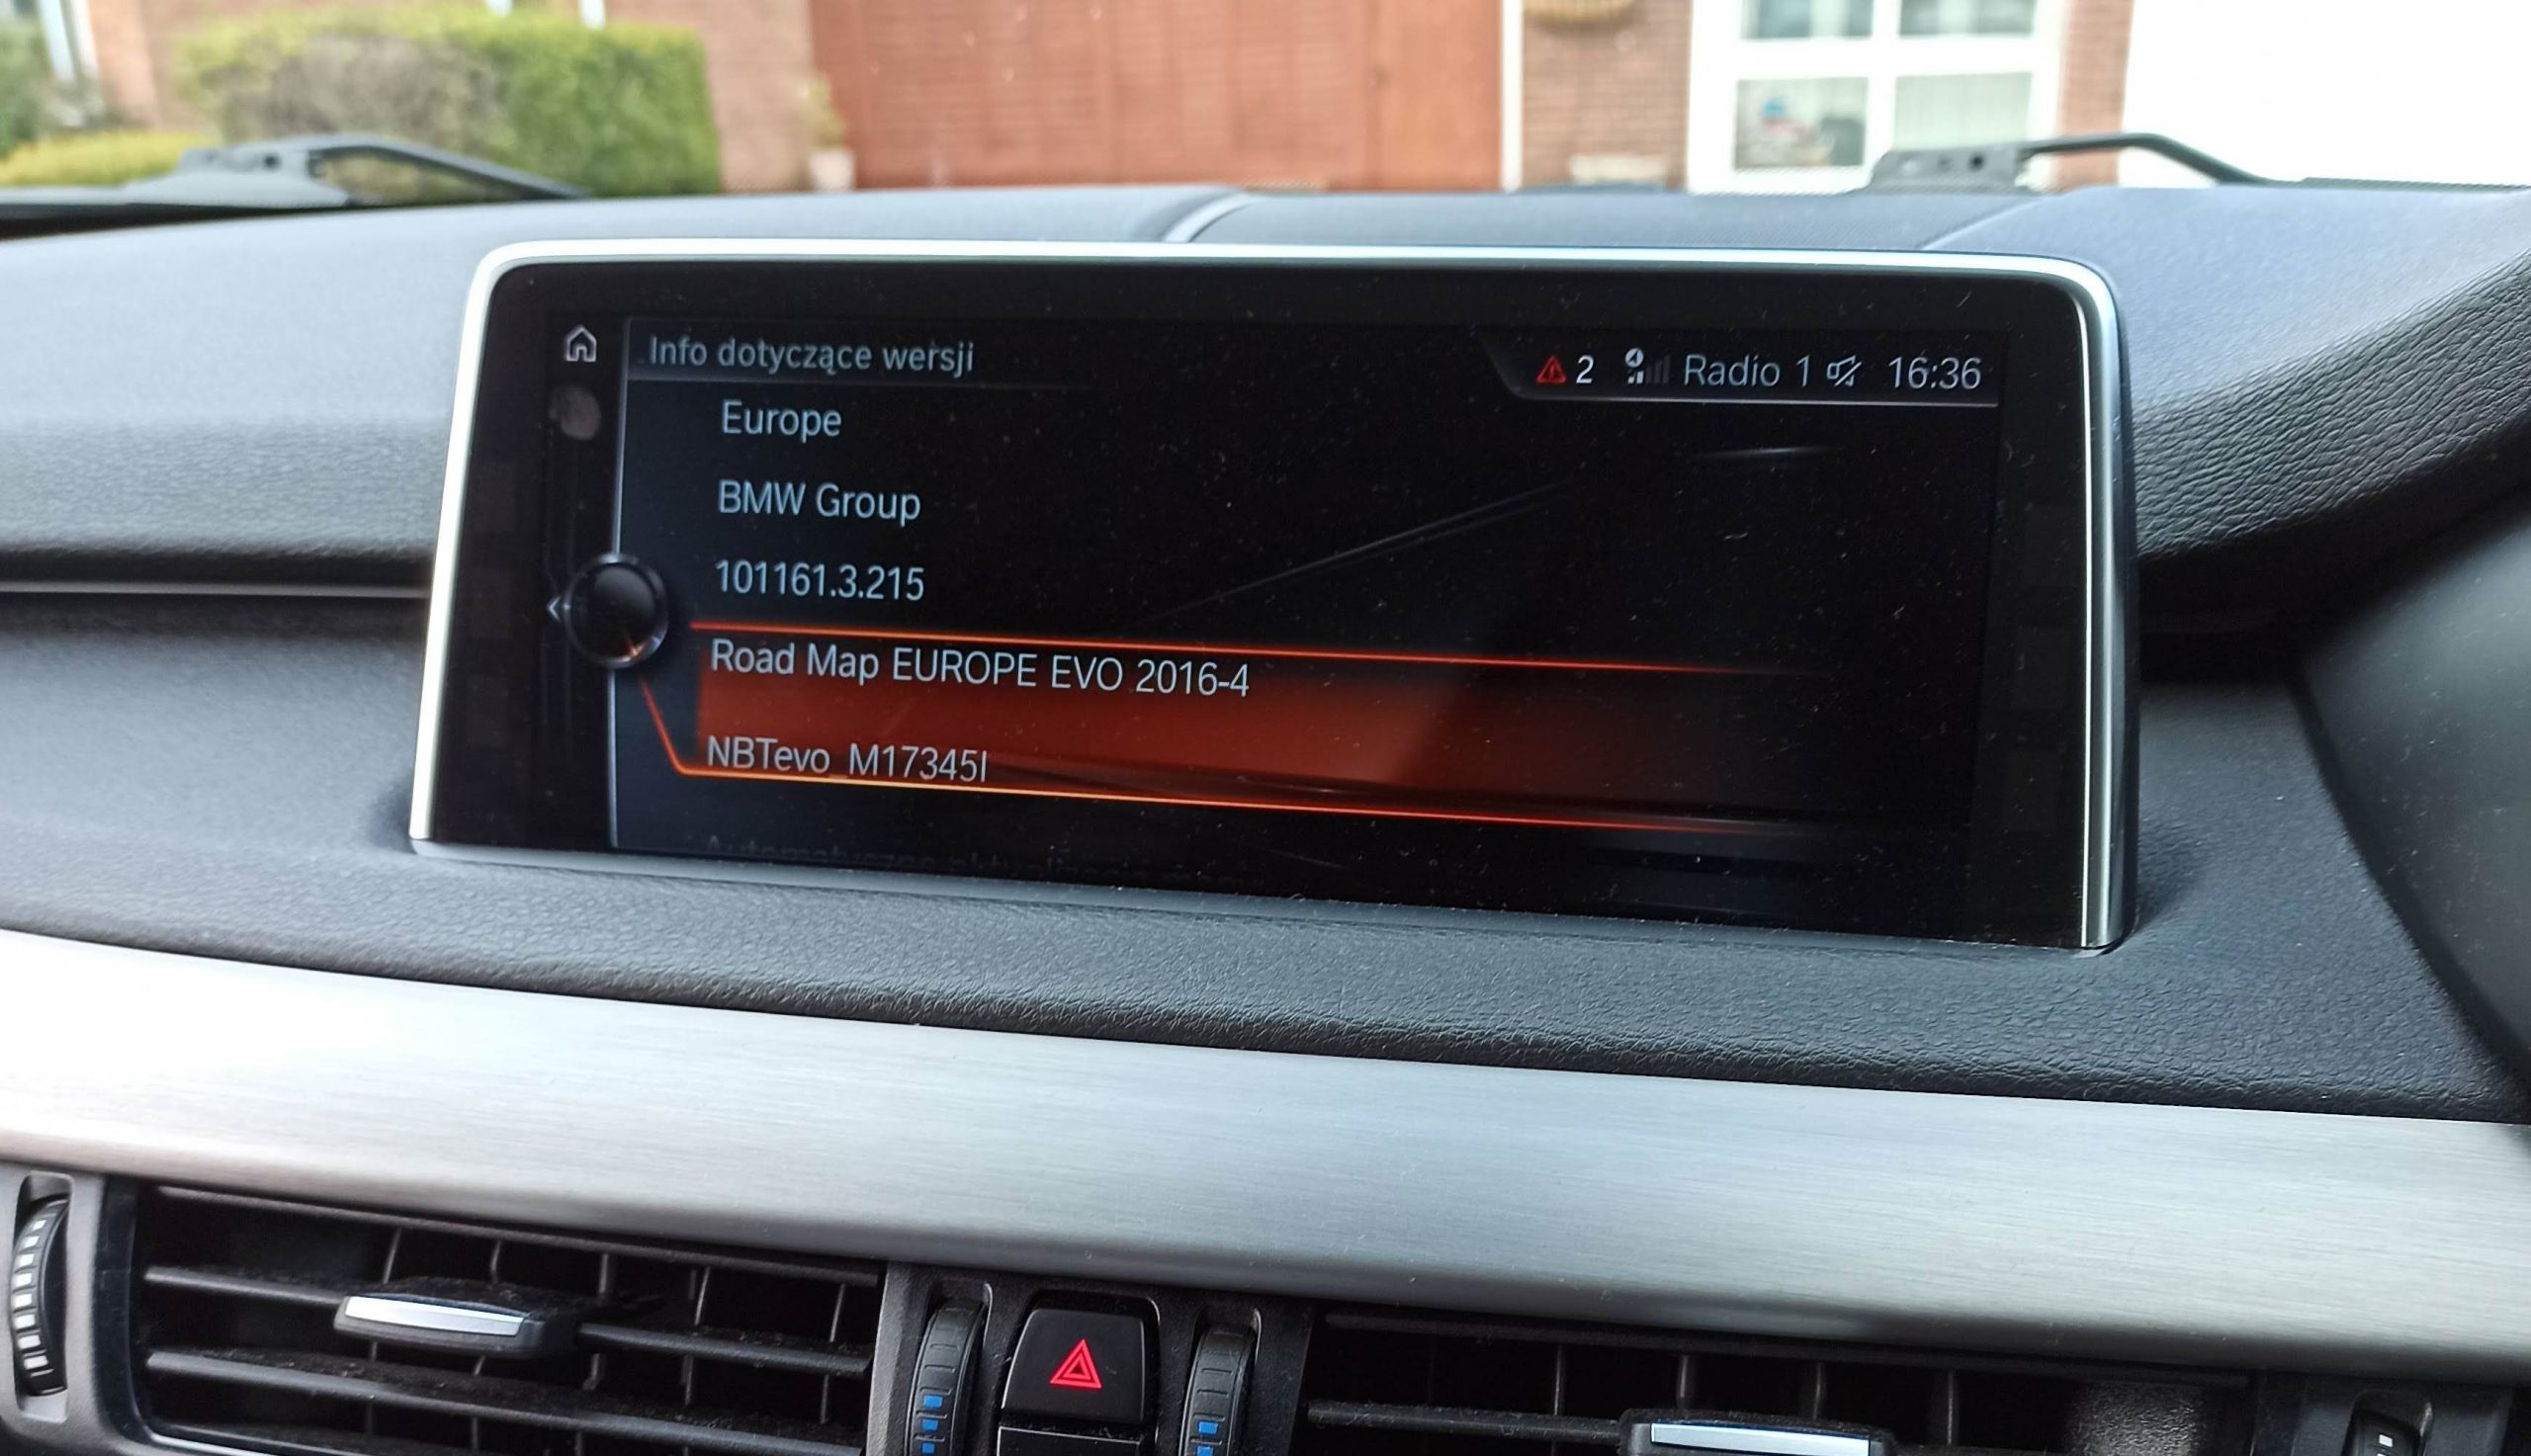 Info dotyczące wersji
2 Radio 1 16:36
Europe
BMW Group
101161.3.215
Road Map EUROPE EVO 2016-4
NBTevo_M17345I